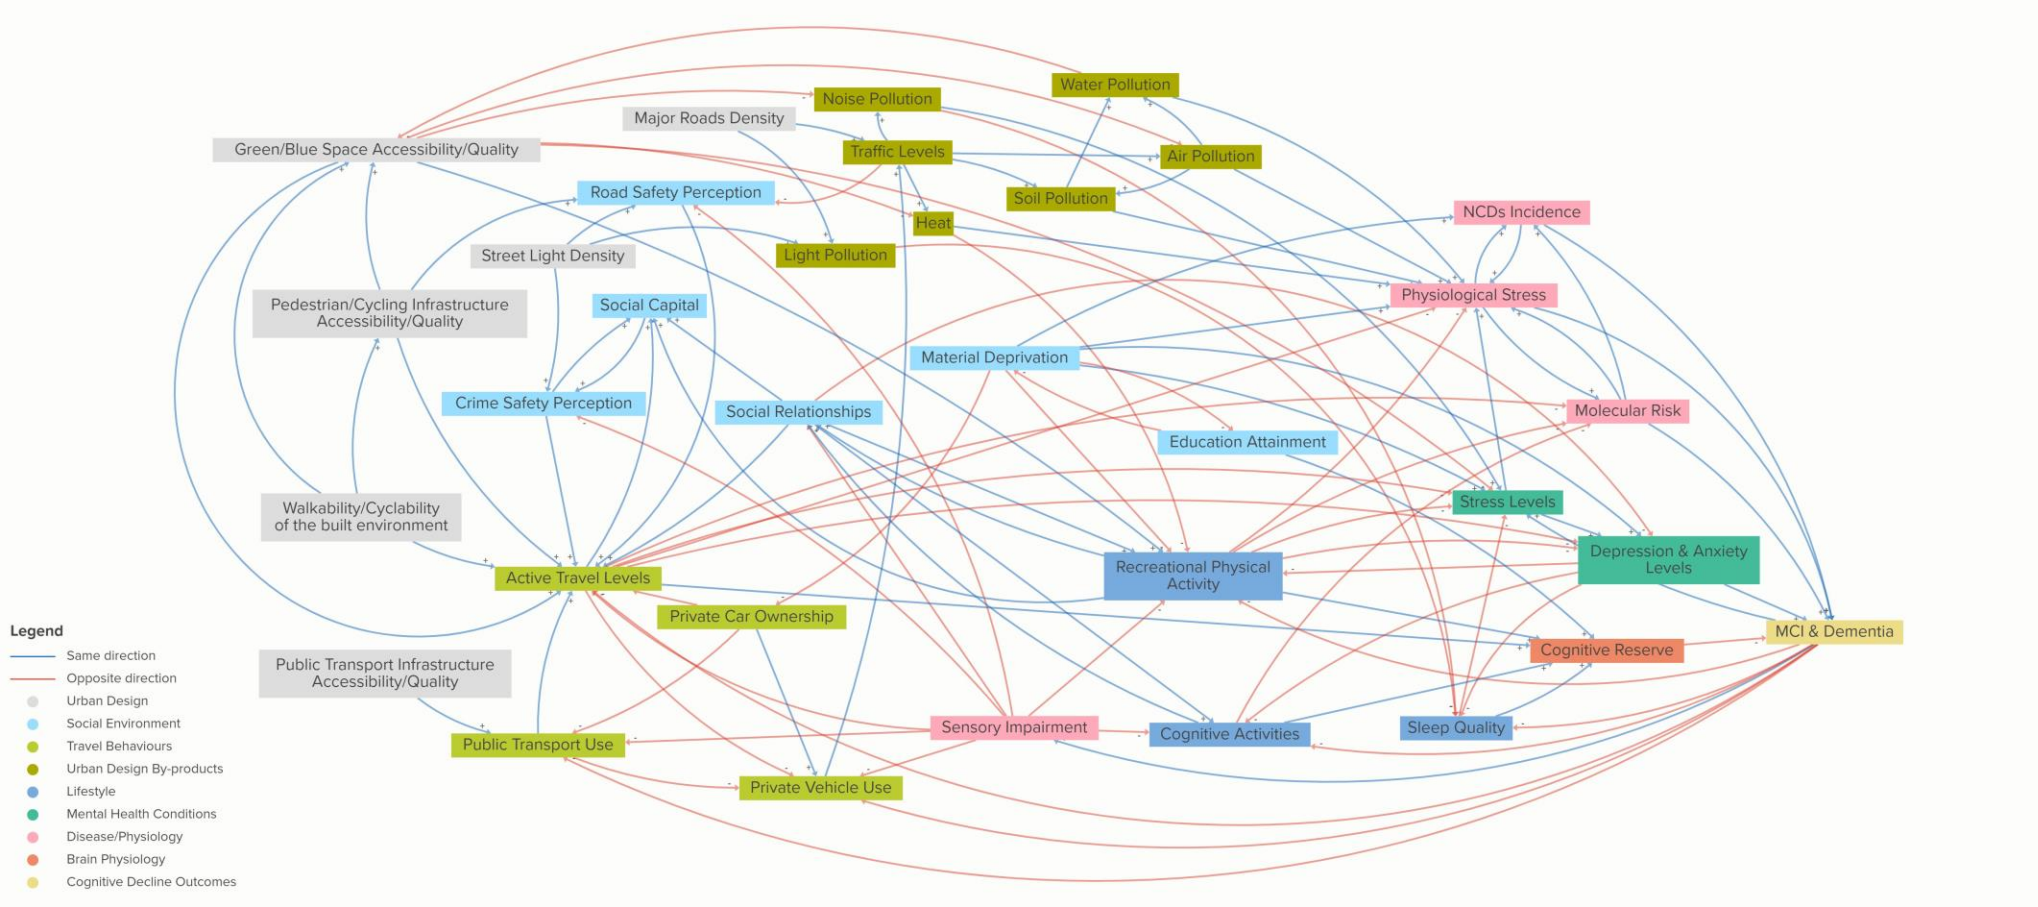 Water Pollution
Noise Pollution
Major Roads Density
Green/Blue Space Accessibility/Quality
Traffic Levels
Air Pollution
Road Safety Perception
Soil Pollution
NCDs Incidence
Heat
Street Light Density
Light Pollution
Physiological Stress
Social Capital
Pedestrian/Cycling Infrastructure
Accessibility/Quality
Material Deprivation
Crime Safety Perception
Social Relationships
Molecular Risk
Education Attainment
Walkability/Cyclability
of the built environment
Stress Levels
Depression & Anxiety
Levels
Recreational Physical
Activity
Active Travel Levels
Private Car Ownership
MCI & Dementia
Cognitive Reserve
Public Transport Infrastructure
Accessibility/Quality
Sensory Impairment
Cognitive Activities
Sleep Quality
Public Transport Use
Private Vehicle Use
Legend
Same direction
Opposite direction
Urban Design
Social Environment
Travel Behaviours
Urban Design By-products
Lifestyle
Mental Health Conditions
Disease/Physiology
Brain Physiology
Cognitive Decline Outcomes